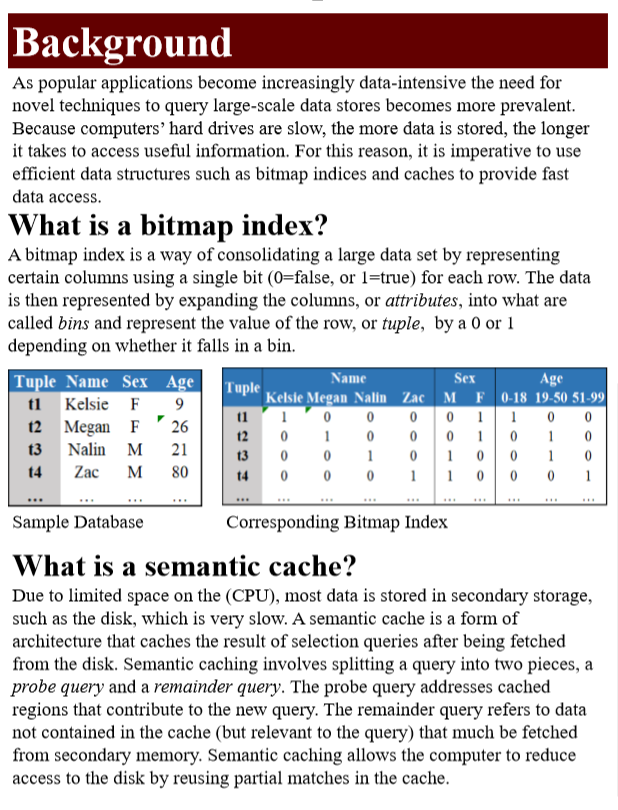 Background
As popular applications become increasingly data-intensive the need for
novel techniques to query large-scale data stores becomes more prevalent.
Because computers’ hard drives are slow, the more data is stored, the longer
it takes to access useful information. For this reason, it is imperative to use
efficient data structures such as bitmap indices and caches to provide fast
data access.
What is a bitmap index?
A bitmap index is a way of consolidating a large data set by representing
certain columns using a single bit (0=false, or 1=true) for each row. The data
is then represented by expanding the columns, or attributes, into what are
called bins and represent the value of the row, or tuple,  by a 0 or 1
depending on whether it falls in a bin.
Tuple Name Sex Age
t1 Kelsie F 9
t2 Megan F 26
t3 Nalin M 21
t4 Zac M 80
... ... ... ...
Sample Database
Tuple Name Sex Age
Kelsie Megan Nalin Zac M F 0-18 19-50 51-99
t1 1 0 0 0 0 1 1 0 0
t2 0 1 0 0 0 1 0 1 0
t3 0 0 1 0 1 0 0 1 0
t4 0 0 0 1 1 0 0 0 1
... ... ... ... ... ... ... ... ... ...
Corresponding Bitmap Index
What is a semantic cache?
Due to limited space on the (CPU), most data is stored in secondary storage,
such as the disk, which is very slow. A semantic cache is a form of
architecture that caches the result of selection queries after being fetched
from the disk. Semantic caching involves splitting a query into two pieces, a
probe query and a remainder query. The probe query addresses cached
regions that contribute to the new query. The remainder query refers to data
not contained in the cache (but relevant to the query) that much be fetched
from secondary memory. Semantic caching allows the computer to reduce
access to the disk by reusing partial matches in the cache.